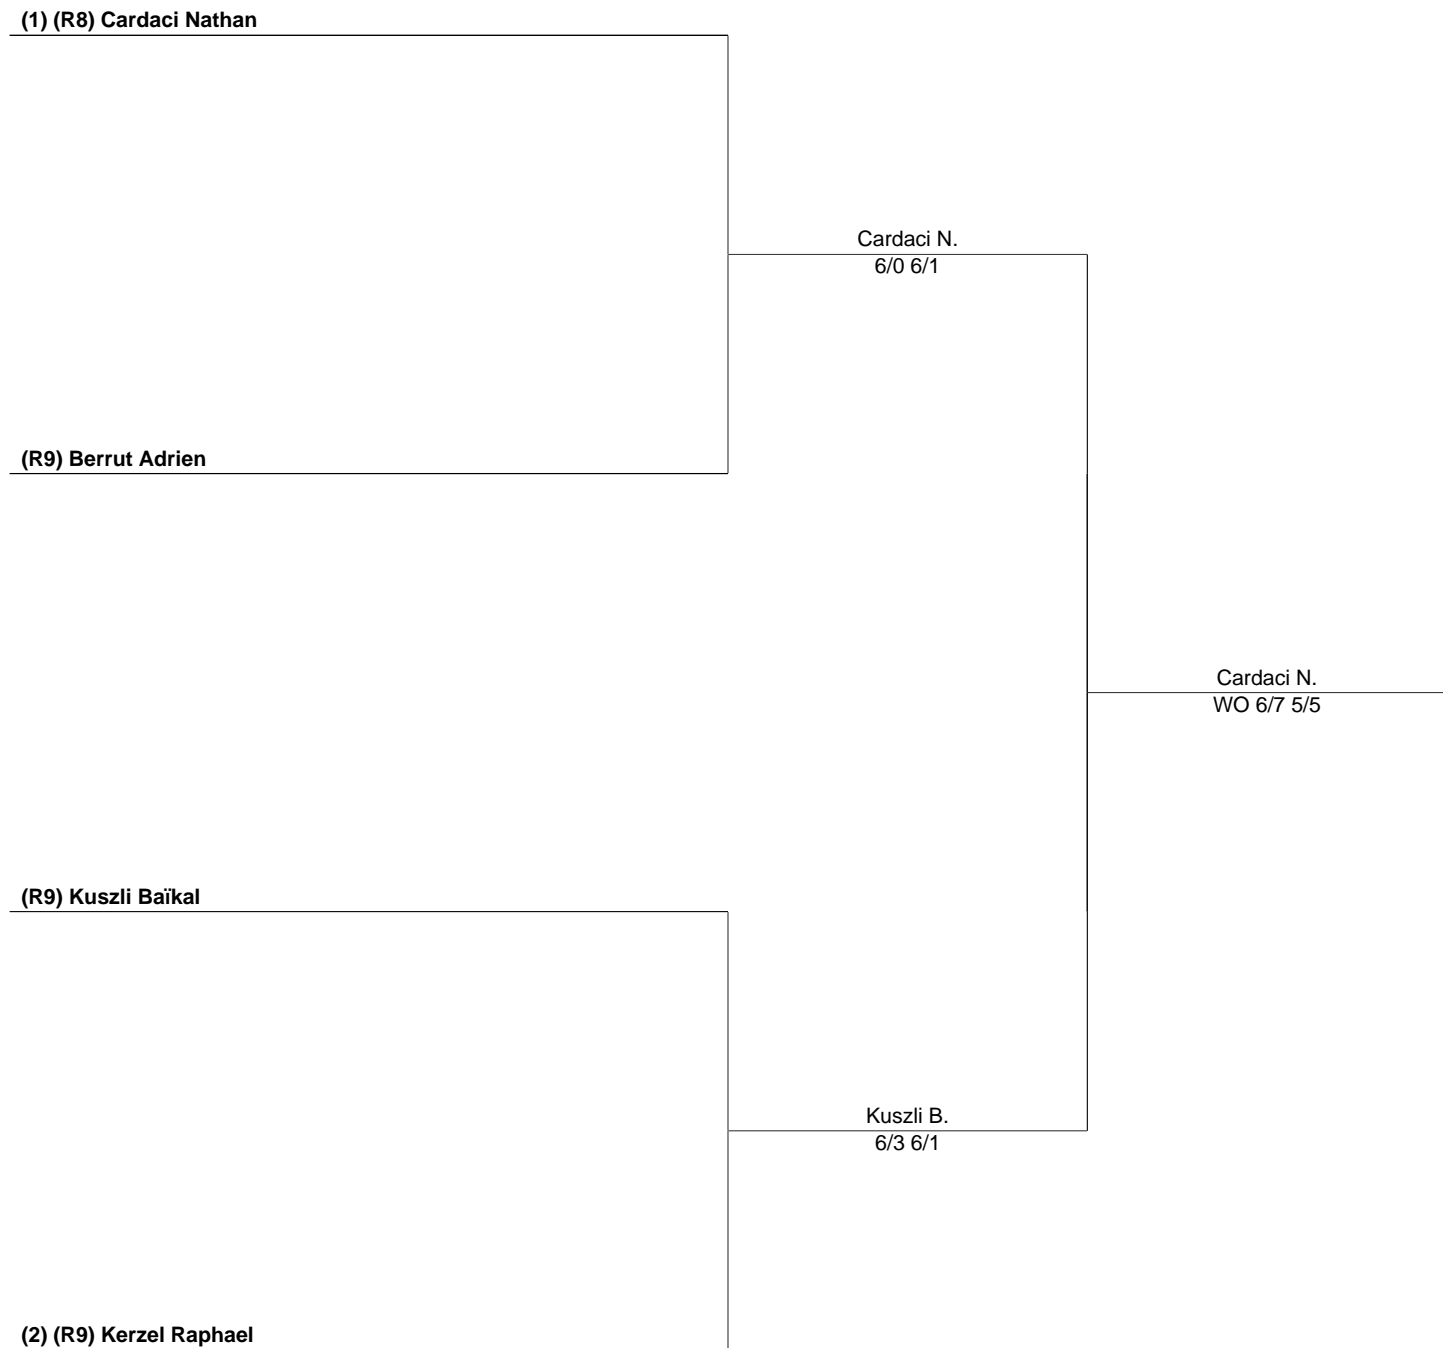 (1) (R8) Cardaci Nathan
Cardaci N.
6/0 6/1
(R9) Berrut Adrien
Cardaci N.
WO 6/7 5/5
(R9) Kuszli Baïkal
Kuszli B.
6/3 6/1
(2) (R9) Kerzel Raphael